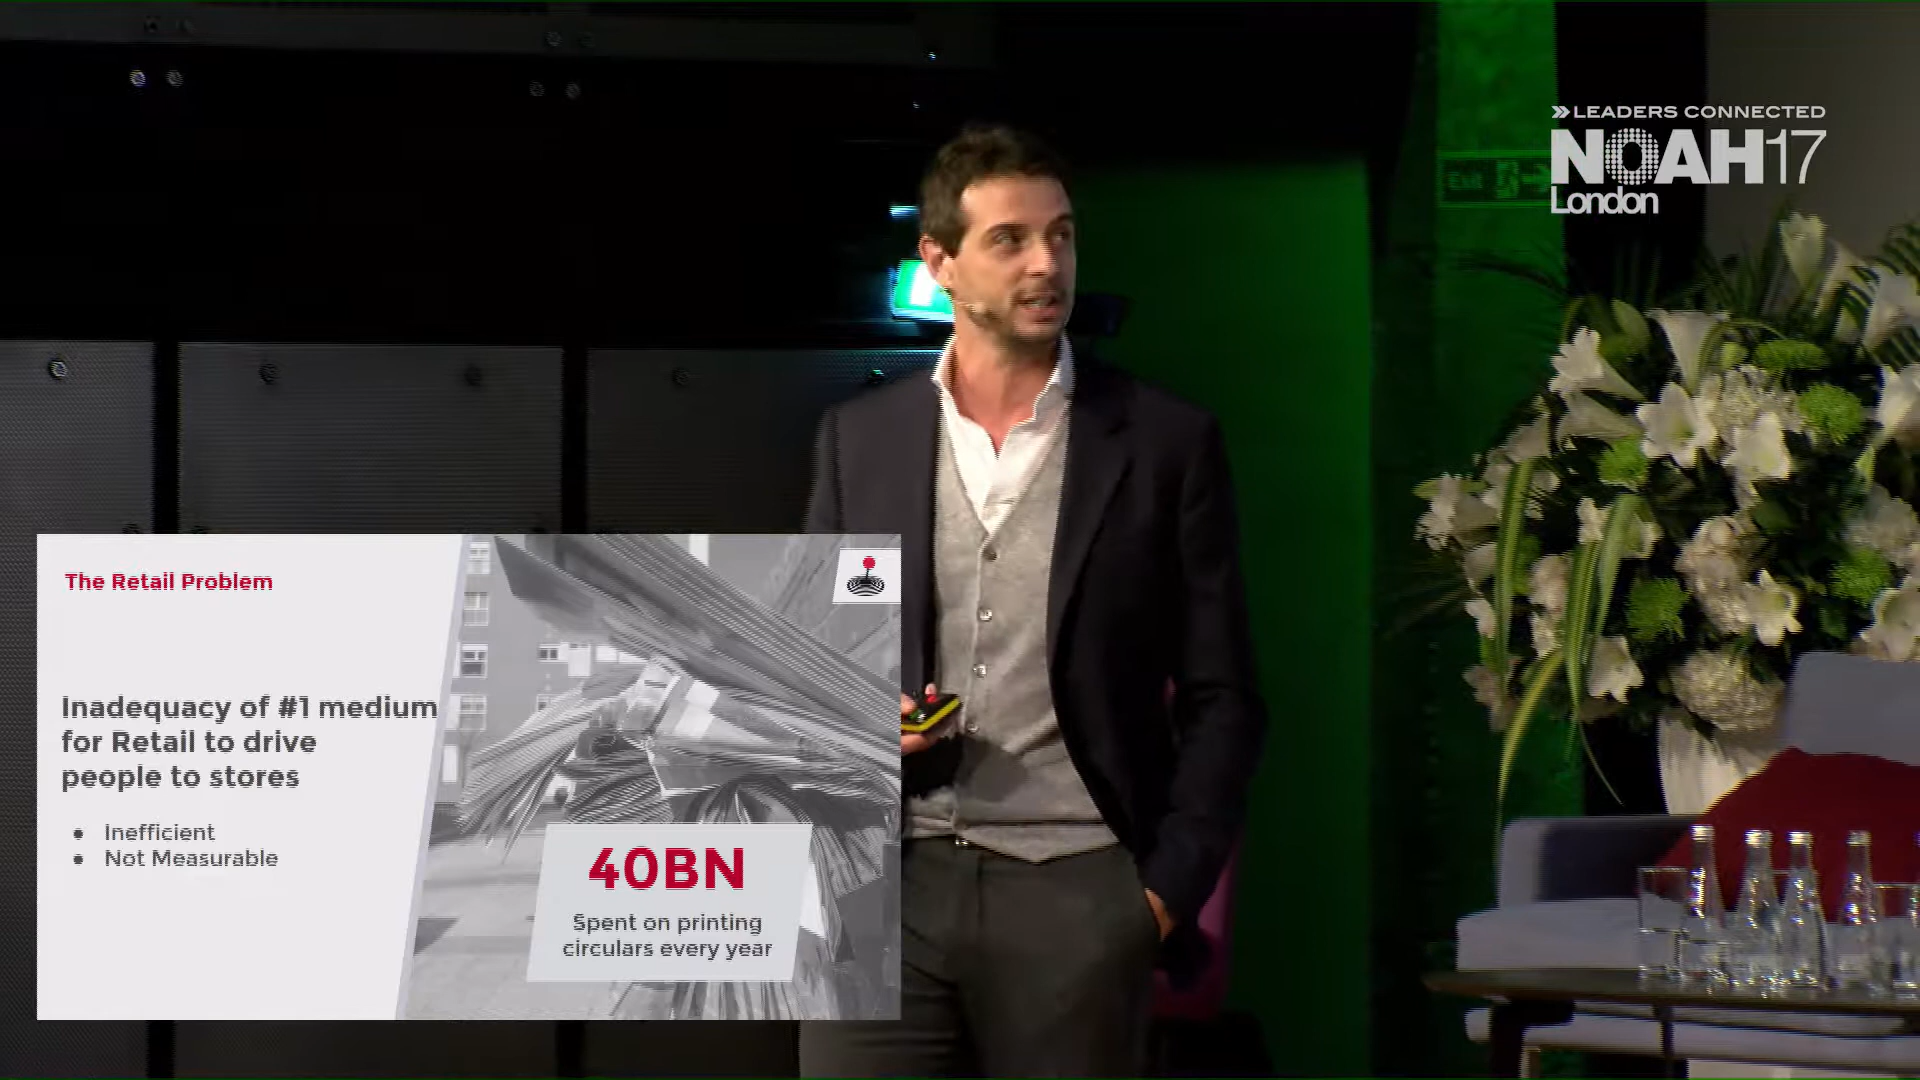 LEADERS CONNECTED
NOAH17
London
Exit
The Retail Problem
Inadequacy of #1 medium
for Retail to drive
people to stores
● Inefficient
● Not Measurable
40BN
Spent on printing
circulars every year